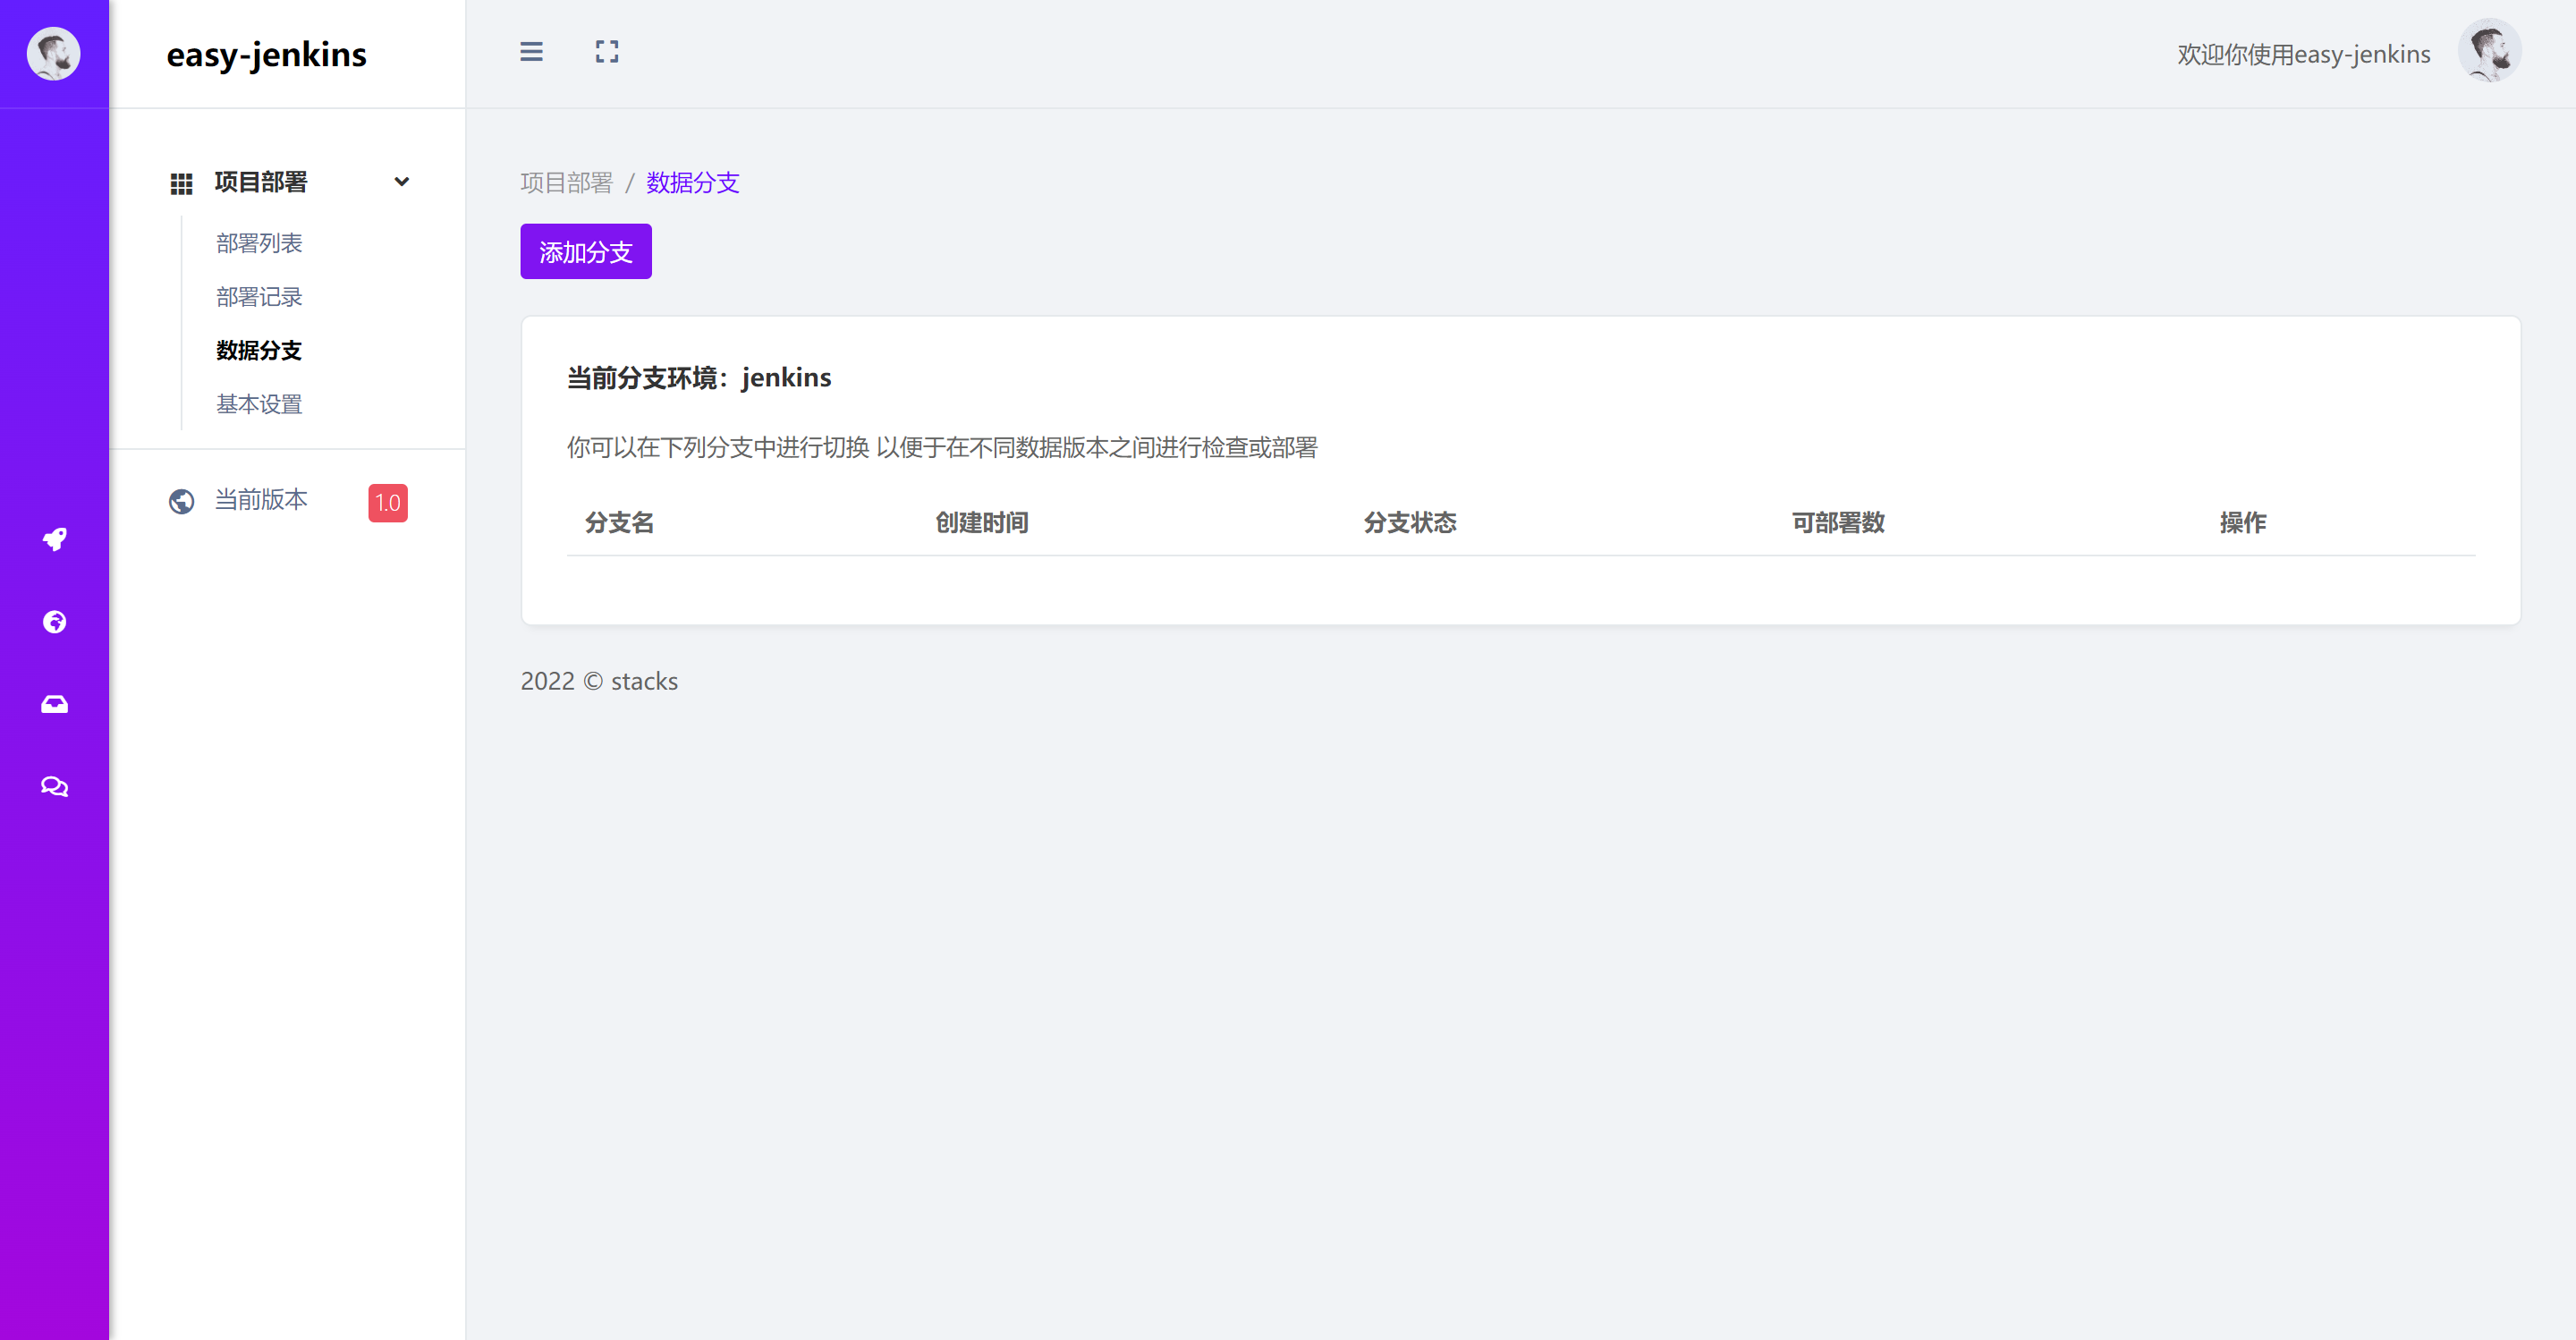 easy-jenkins
欢迎你使用easy-jenkins
项目部署
部署列表
部署记录
数据分支
基本设置
当前版本 1.0
项目部署 / 数据分支
添加分支
当前分支环境：jenkins
你可以在下列分支中进行切换 以便于在不同数据版本之间进行检查或部署
分支名 创建时间 分支状态 可部署数 操作
2022 © stacks